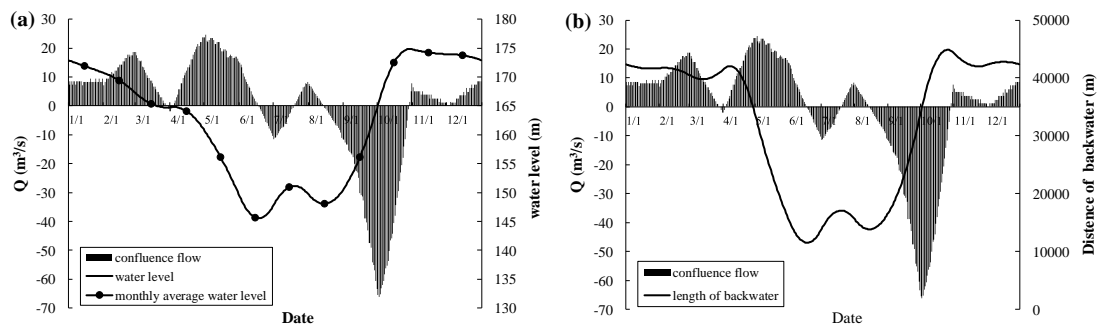 (a)
30
20
10
0
-10
-20
-30
-40
-50
-60
-70
Q (m³/s)
1/1 2/1 3/1 4/1 5/1 6/1 7/1 8/1 9/1 10/1 11/1 12/1
180
175
170
165
160
155
150
145
140
135
130
water level (m)
confluence flow
water level
monthly average water level
Date
(b)
30
20
10
0
-10
-20
-30
-40
-50
-60
-70
Q (m³/s)
1/1 2/1 3/1 4/1 5/1 6/1 7/1 8/1 9/1 10/1 11/1 12/1
50000
40000
30000
20000
10000
0
Distence of backwater (m)
confluence flow
length of backwater
Date